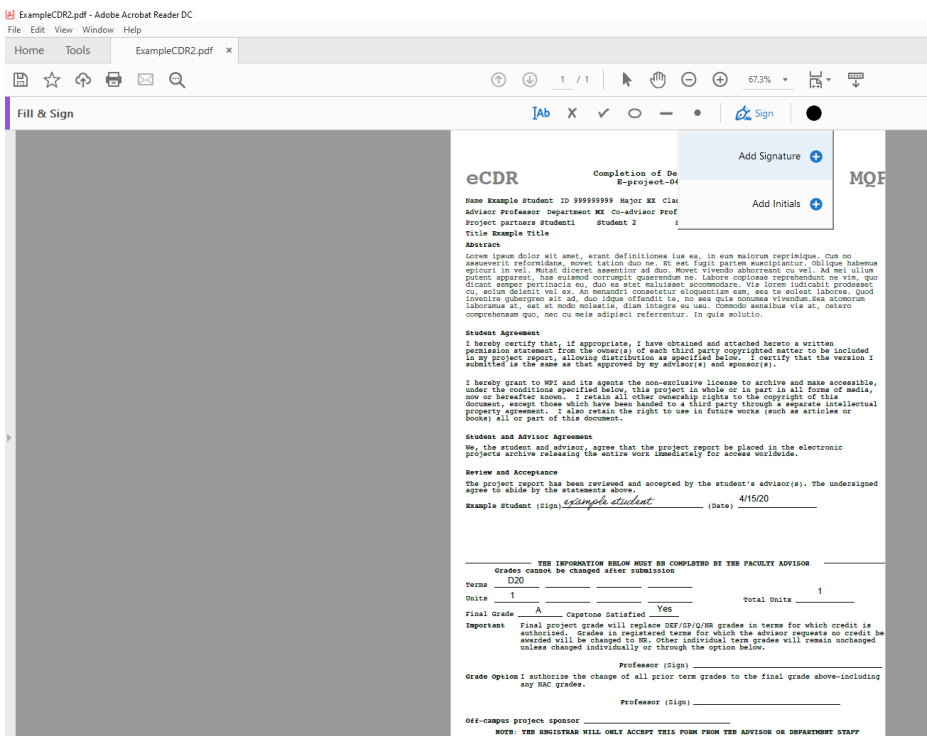 ExampleCDR2.pdf - Adobe Acrobat Reader DC
File Edit View Window Help
Home Tools ExampleCDR2.pdf ×
1 / 1 67.3%
Fill & Sign Ab Sign
Add Signature
Add Initials
eCDR Completion of De MQP
E-project-04
Name Example Student ID 999999999 Major EX Clas
Advisor Professor Department MX Co-advisor Prof
Project partners Student1 Student 2
Title Example Title
Abstract
Lorem ipsum dolor sit amet, erant definitiones ius ea, in eum maiorum reprimique. Cum no
assueverit reformidans, movet tation duo ne. Et est fugit partem suscipiantur. Oblique habemus
epicuri in vel. Mutat diceret assentior ad duo. Movet vivendo abhorreant cu vel. Ad mei ullum
putent appareat, has euismod corrumpit quaerendum ne. Labore copiosae reprehendunt ne vim, quo
dicant semper pertinacia eu, duo ea stet maluisset accommodare. Vis lorem iudicabit prodesset
cu, solum delenit vel ex. An menandri consetetur eloquentiam eam, sea te soleat labores. Quod
invenire gubergren sit ad, duo idque offendit te, no sea quis nonumes vivendum.Sea atomorum
laboramus at, est et modo molestie, diam integre eu usu. Commodo sensibus vis at, cetero
comprehensam quo, nec cu meis adipisci referrentur. In quis solutio.
Student Agreement
I hereby certify that, if appropriate, I have obtained and attached hereto a written
permission statement from the owner(s) of each third party copyrighted matter to be included
in my project report, allowing distribution as specified below. I certify that the version I
submitted is the same as that approved by my advisor(s) and sponsor(s).
I hereby grant to WPI and its agents the non-exclusive license to archive and make accessible,
under the conditions specified below, this project in whole or in part in all forms of media,
now or hereafter known. I retain all other ownership rights to the copyright of this
document, except those which have been handed to a third party through a separate intellectual
property agreement. I also retain the right to use in future works (such as articles or
books) all or part of this document.
Student and Advisor Agreement
We, the student and advisor, agree that the project report be placed in the electronic
projects archive releasing the entire work immediately for access worldwide.
Review and Acceptance
The project report has been reviewed and accepted by the student's advisor(s). The undersigned
agree to abide by the statements above.
Example Student (Sign) example student (Date) 4/15/20
THE INFORMATION BELOW MUST BE COMPLETED BY THE FACULTY ADVISOR
Grades cannot be changed after submission
Terms D20
Units 1 Total Units 1
Final Grade A Capstone Satisfied Yes
Important Final project grade will replace DEF/SP/Q/NR grades in terms for which credit is
authorized. Grades in registered terms for which the advisor requests no credit be
awarded will be changed to NR. Other individual term grades will remain unchanged
unless changed individually or through the option below.
Professor (Sign)
Grade Option I authorize the change of all prior term grades to the final grade above-including
any NAC grades.
Professor (Sign)
Off-campus project sponsor
NOTE: THE REGISTRAR WILL ONLY ACCEPT THIS FORM FROM THE ADVISOR OR DEPARTMENT STAFF